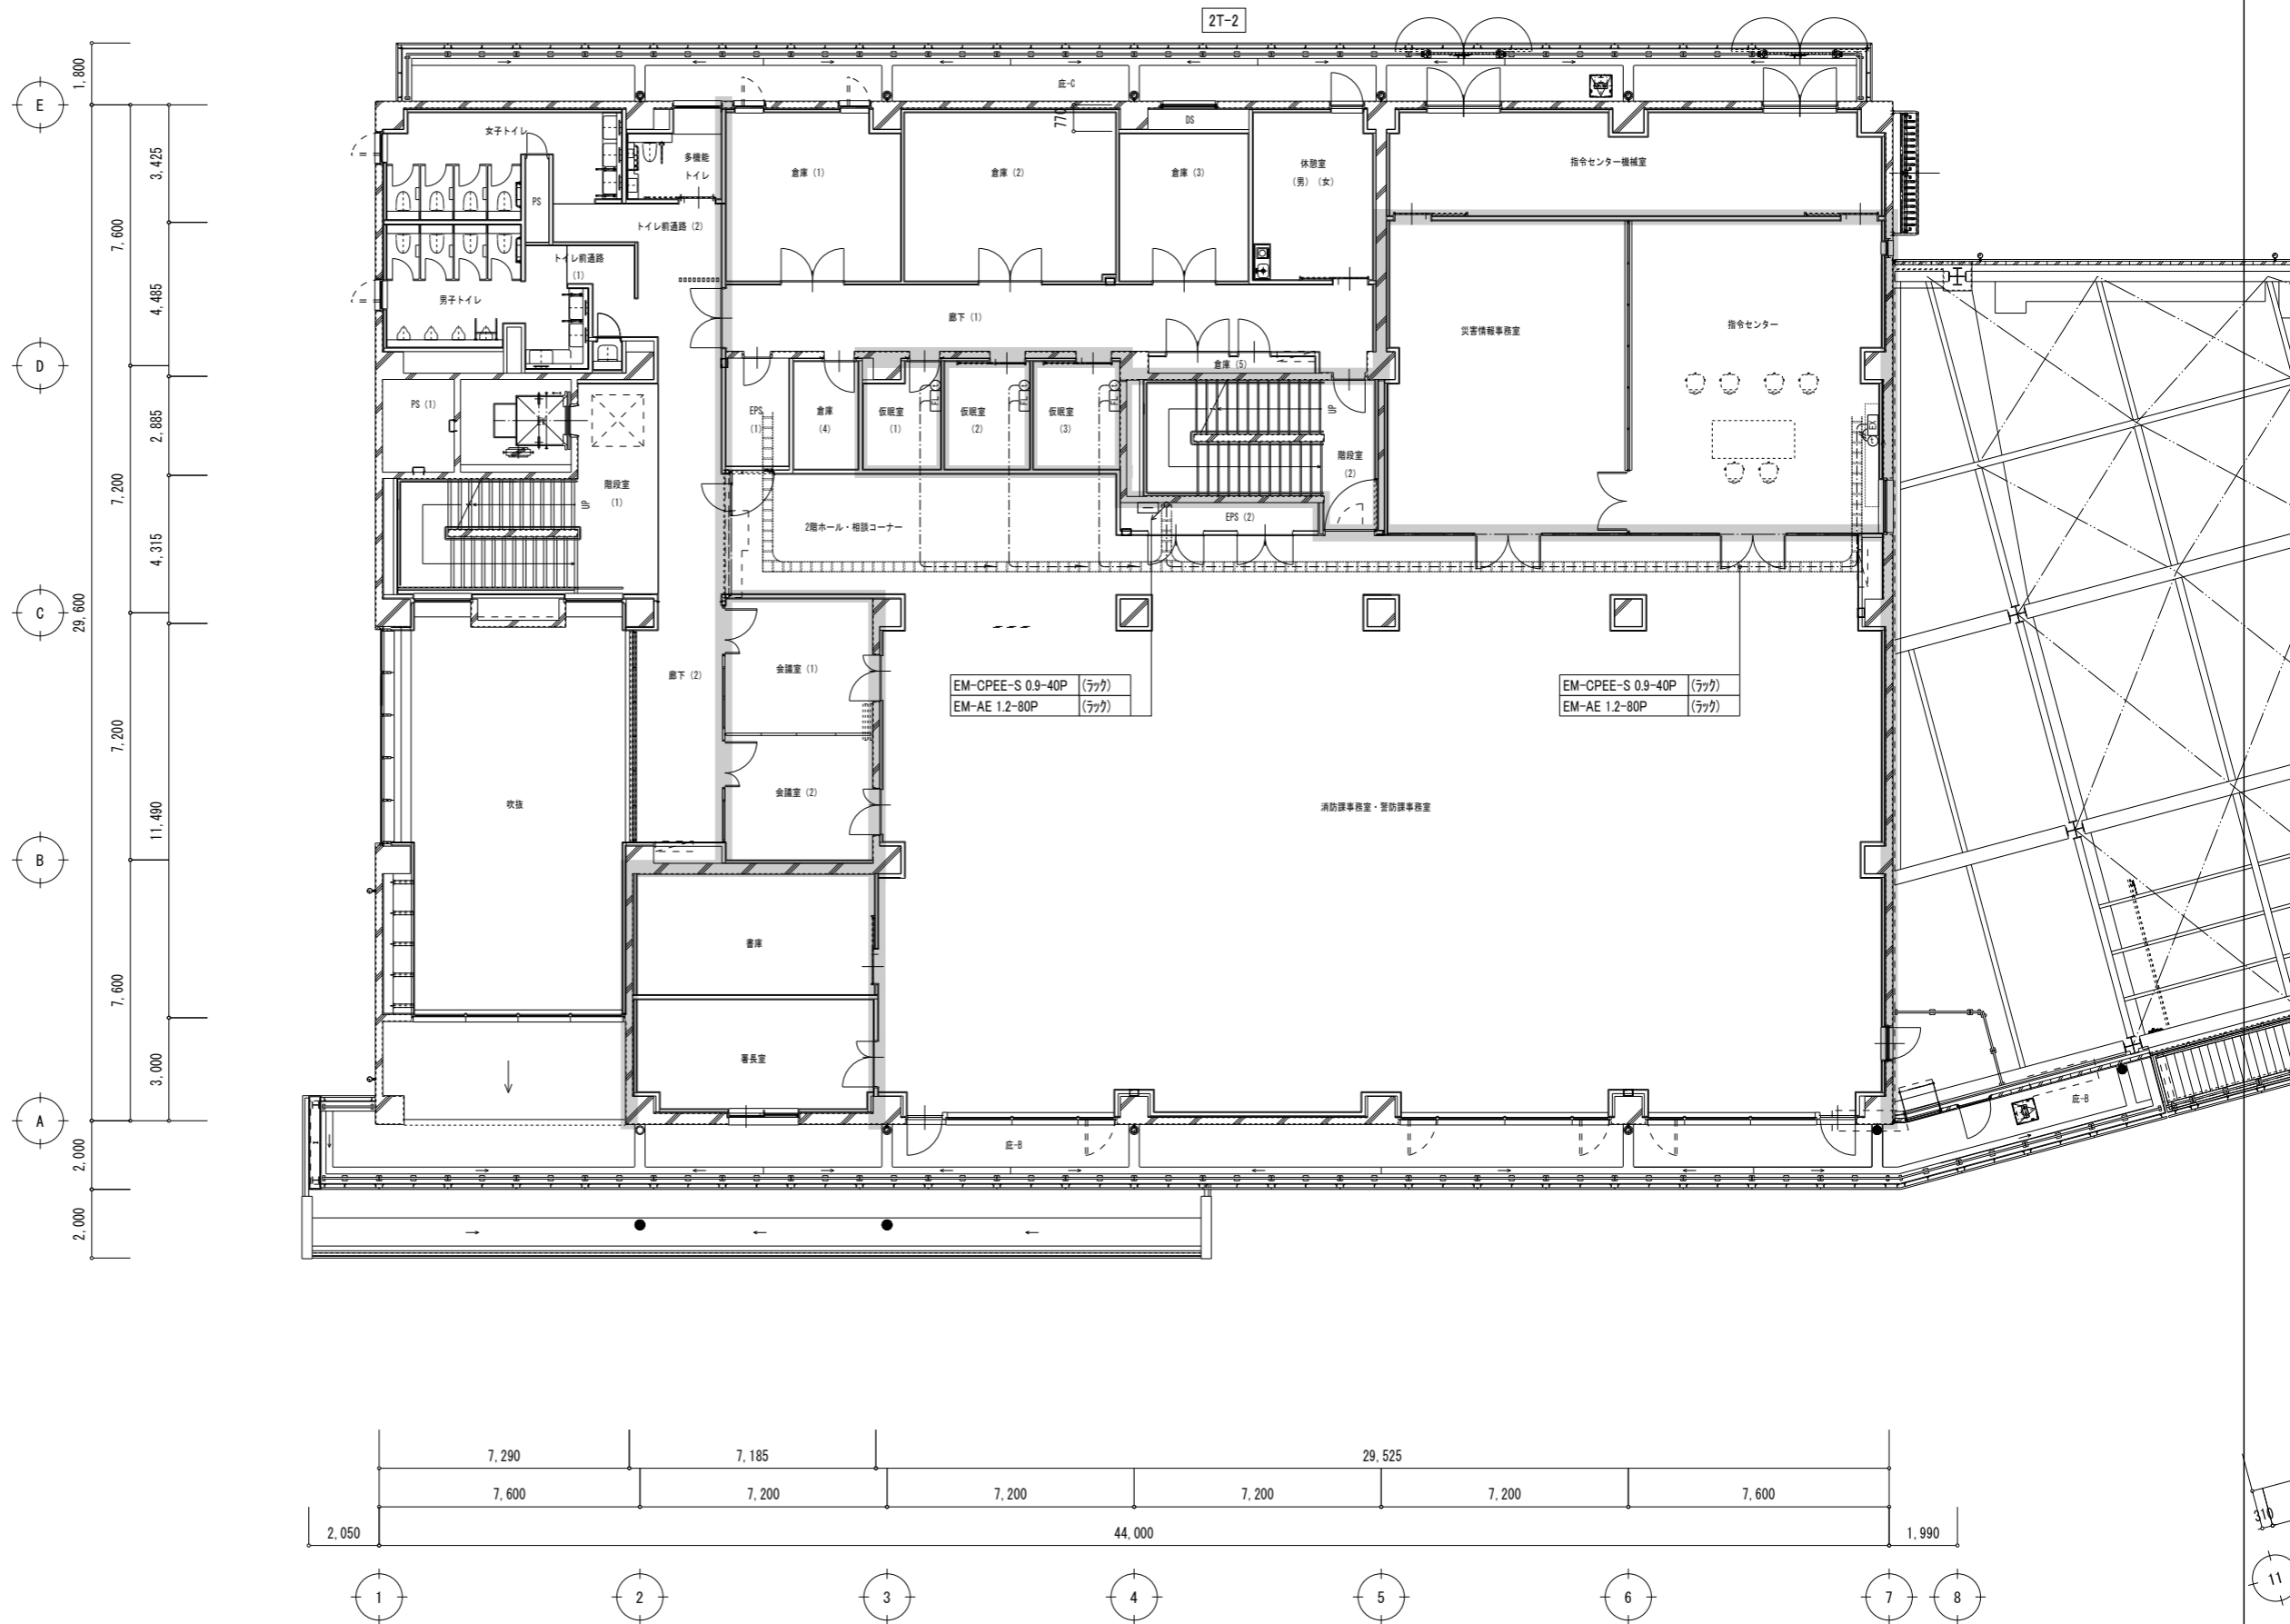 2T-2
1,800
E
庇-C
770
女子トイレ
多機能
トイレ
PS
倉庫 (1)
倉庫 (2)
DS
倉庫 (3)
休憩室
(男) (女)
指令センター機械室
3,425
7,600
トイレ前通路 (2)
トイレ前通路
(1)
男子トイレ
4,485
廊下 (1)
災害情報事務室
指令センター
D
倉庫 (5)
PS (1)
EPS
(1)
倉庫
(4)
仮眠室
(1)
仮眠室
(2)
仮眠室
(3)
UP
階段室
(2)
EX
2,885
7,200
階段室
(1)
UP
2階ホール・相談コーナー
EPS (2)
4,315
C
29,600
廊下 (2)
会議室 (1)
EM-CPEE-S 0.9-40P (ラック)
EM-AE 1.2-80P (ラック)
EM-CPEE-S 0.9-40P (ラック)
EM-AE 1.2-80P (ラック)
7,200
吹抜
会議室 (2)
消防課事務室・警防課事務室
11,490
B
書庫
7,600
署長室
3,000
A
庇-B
庇-B
2,000
2,000
7,290
7,185
29,525
7,600
7,200
7,200
7,200
7,200
7,600
2,050
44,000
1,990
310
1
2
3
4
5
6
7
8
11